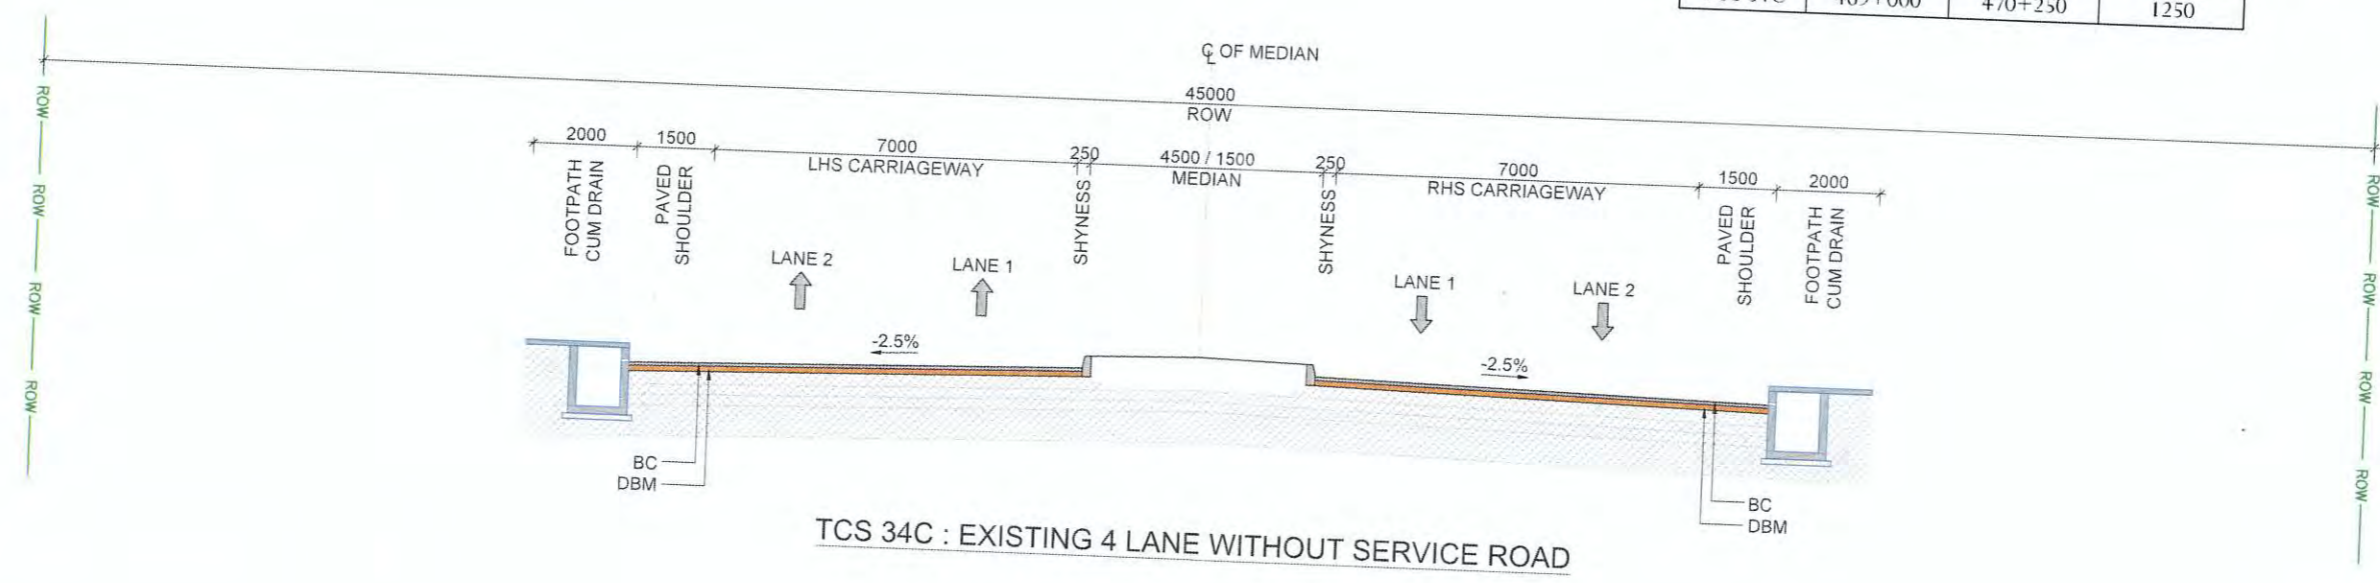 470+250 1250
℄ OF MEDIAN
45000
ROW
2000 1500 7000 250 4500 / 1500 250 7000 1500 2000
LHS CARRIAGEWAY MEDIAN RHS CARRIAGEWAY
FOOTPATH
CUM DRAIN
PAVED
SHOULDER
SHYNESS
SHYNESS
PAVED
SHOULDER
FOOTPATH
CUM DRAIN
LANE 2 LANE 1 LANE 1 LANE 2
-2.5% -2.5%
BC
DBM
BC
DBM
ROW
ROW
ROW
ROW
ROW
ROW
ROW
ROW
TCS 34C : EXISTING 4 LANE WITHOUT SERVICE ROAD